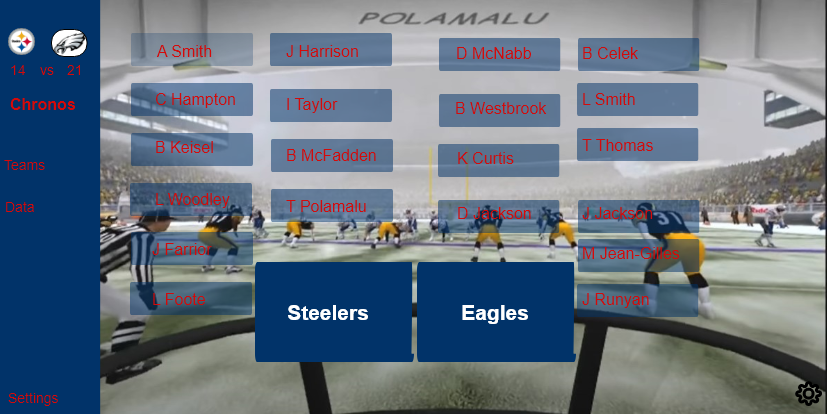 POLAMALU
14 vs 21
Chronos
Teams
Data
Settings
A Smith
C Hampton
B Keisel
L Woodley
J Farrior
L Foote
J Harrison
I Taylor
B McFadden
T Polamalu
D McNabb
B Westbrook
K Curtis
D Jackson
B Celek
L Smith
T Thomas
J Jackson
M Jean-Gilles
J Runyan
Steelers
Eagles
31